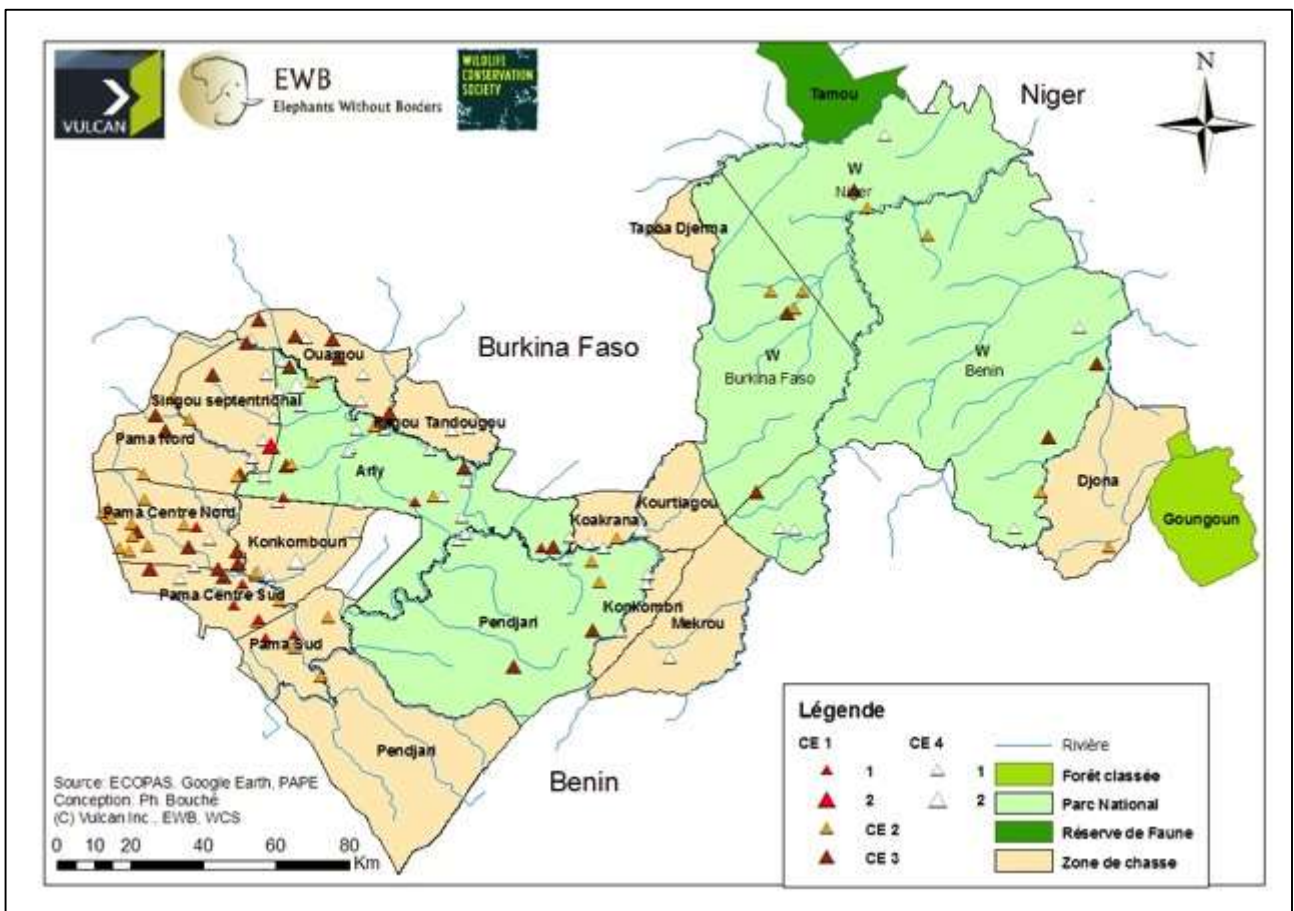 VULCAN
EWB
Elephants Without Borders
WILDLIFE
CONSERVATION
SOCIETY
N
Niger
Tamou
W
Niger
Tapoa Djerma
Burkina Faso
W
Burkina Faso
W
Benin
Ouamou
Singou septentrional
Pama Nord
Pagou Tandougou
Arly
Djona
Goungoun
Kourtiagou
Koakrana
Pama Centre Nord
Konkomboun
Pama Centre Sud
Pendjari
Konkombri
Mekrou
Pama Sud
Pendjari
Benin
Source: ECOPAS, Google Earth, PAPE
Conception: Ph. Bouché
(C) Vulcan Inc., EWB, WCS
0 10 20 40 60 80
Km
Légende
CE 1 CE 4 Rivière
1 1 Forêt classée
2 2 Parc National
CE 2 Réserve de Faune
CE 3 Zone de chasse